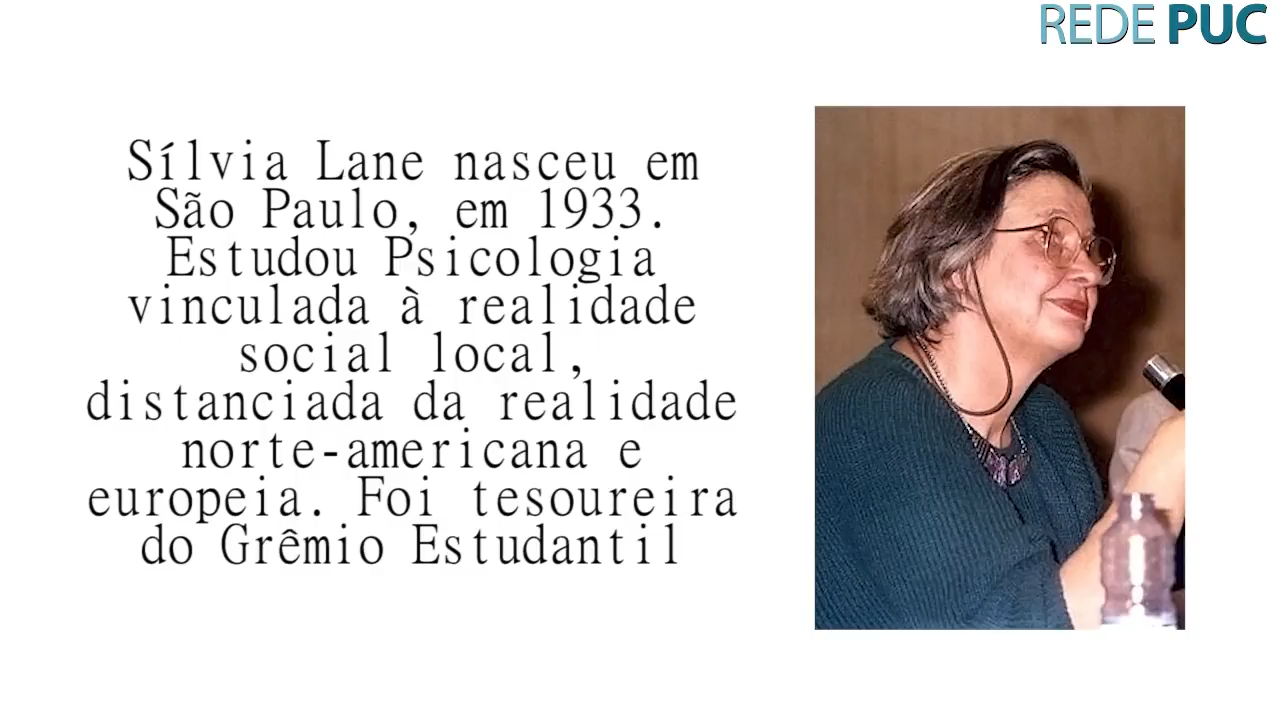 REDE PUC
Sílvia Lane nasceu em
São Paulo, em 1933.
Estudou Psicologia
vinculada à realidade
social local,
distanciada da realidade
norte-americana e
europeia. Foi tesoureira
do Grêmio Estudantil